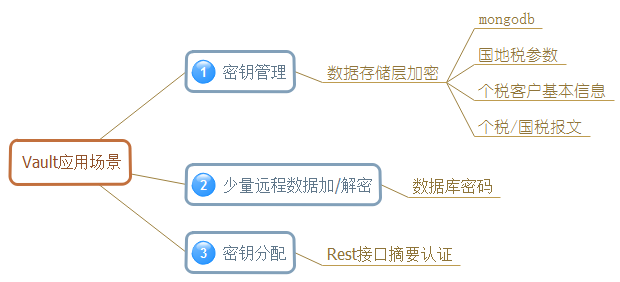 Vault应用场景
1 密钥管理
数据存储层加密
mongodb
国地税参数
个税客户基本信息
个税/国税报文
2 少量远程数据加/解密
数据库密码
3 密钥分配
Rest接口摘要认证